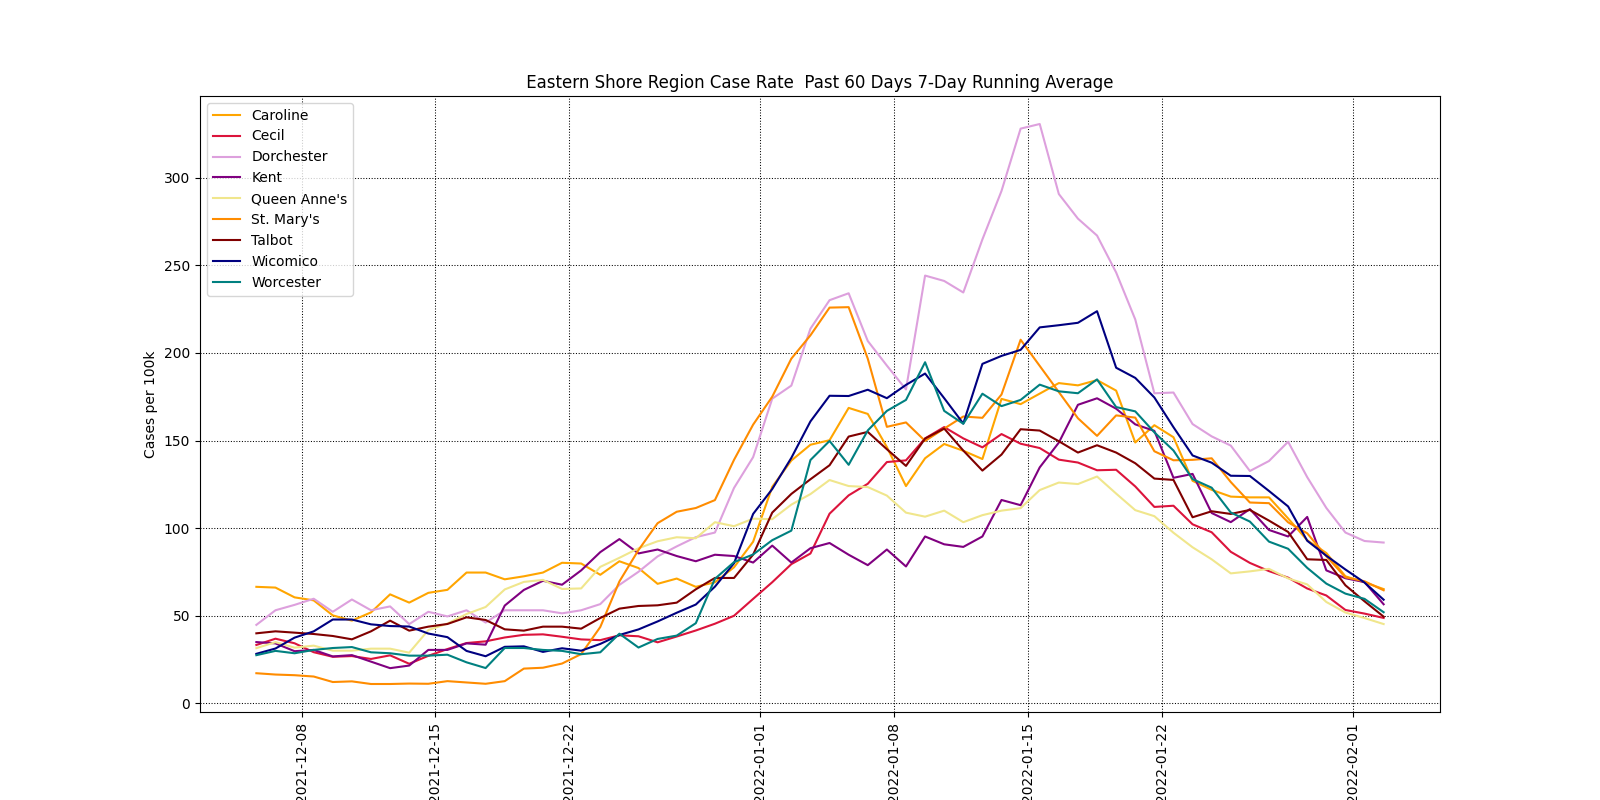 Eastern Shore Region Case Rate  Past 60 Days 7-Day Running Average
Caroline
Cecil
Dorchester
Kent
Queen Anne's
St. Mary's
Talbot
Wicomico
Worcester
Cases per 100k
300
250
200
150
100
50
0
2021-12-08
2021-12-15
2021-12-22
2022-01-01
2022-01-08
2022-01-15
2022-01-22
2022-02-01